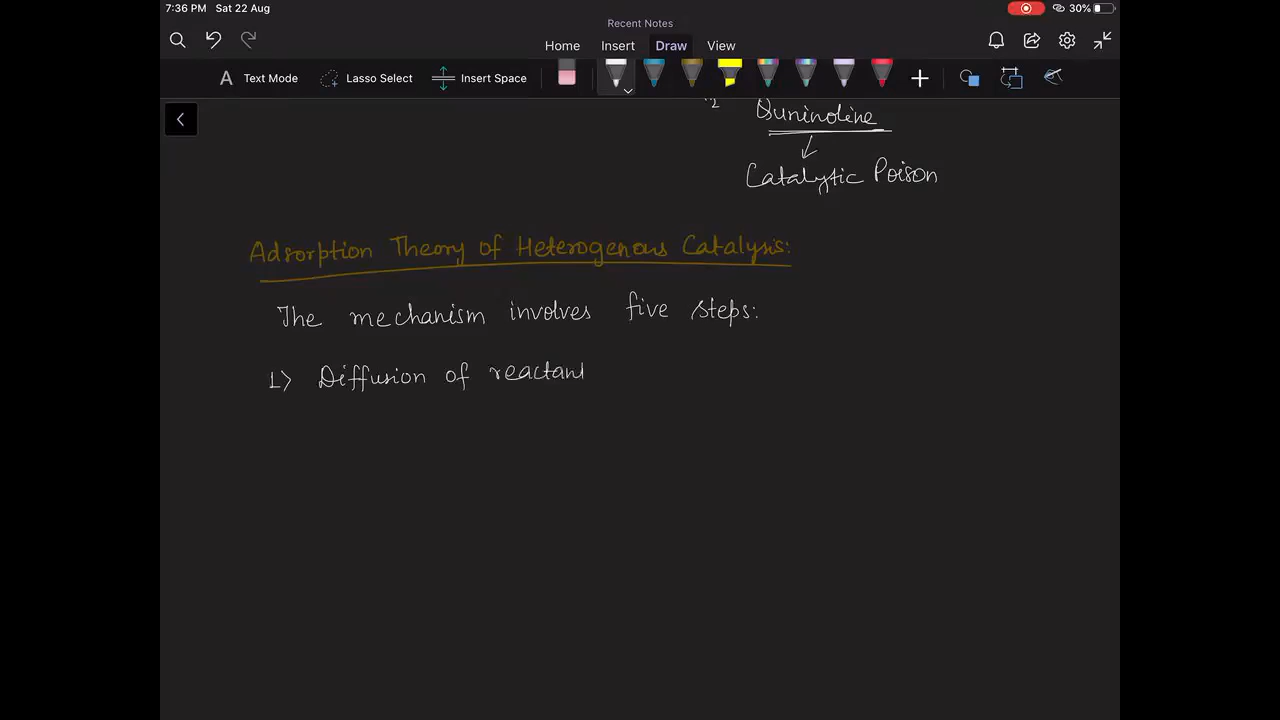 7:36 PM Sat 22 Aug
30%
Recent Notes
Home Insert Draw View
Text Mode Lasso Select Insert Space
Quninoline
Catalytic Poison
Adsorption Theory of Heterogenous Catalysis:
The mechanism involves five steps:
1> Diffusion of reactant